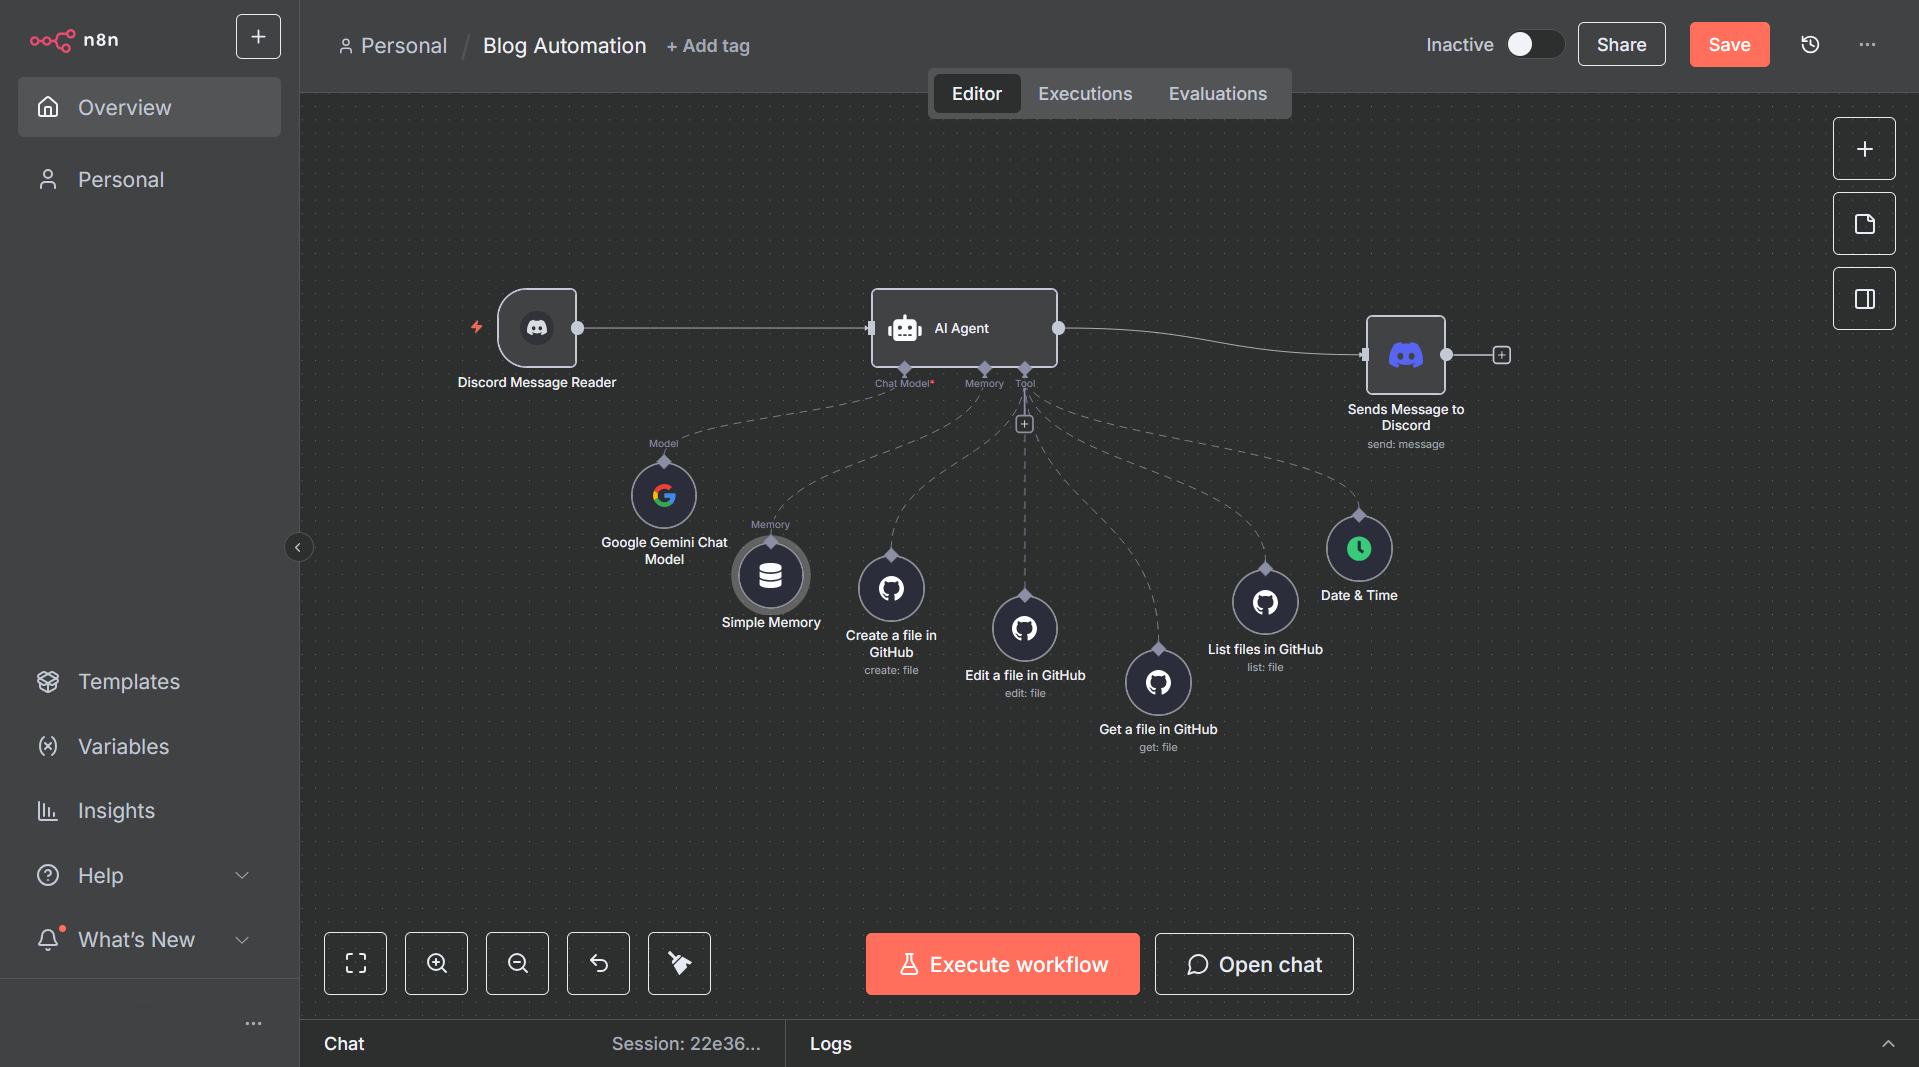 n8n
Overview
Personal
Templates
Variables
Insights
Help
What's New
Personal / Blog Automation + Add tag
Inactive
Share
Save
Editor
Executions
Evaluations
Discord Message Reader
AI Agent
Chat Model*
Memory
Tool
Sends Message to
Discord
send: message
Model
Google Gemini Chat
Model
Memory
Simple Memory
Create a file in
GitHub
create: file
Edit a file in GitHub
edit: file
Get a file in GitHub
get: file
List files in GitHub
list: file
Date & Time
Execute workflow
Open chat
Chat
Session: 22e36...
Logs